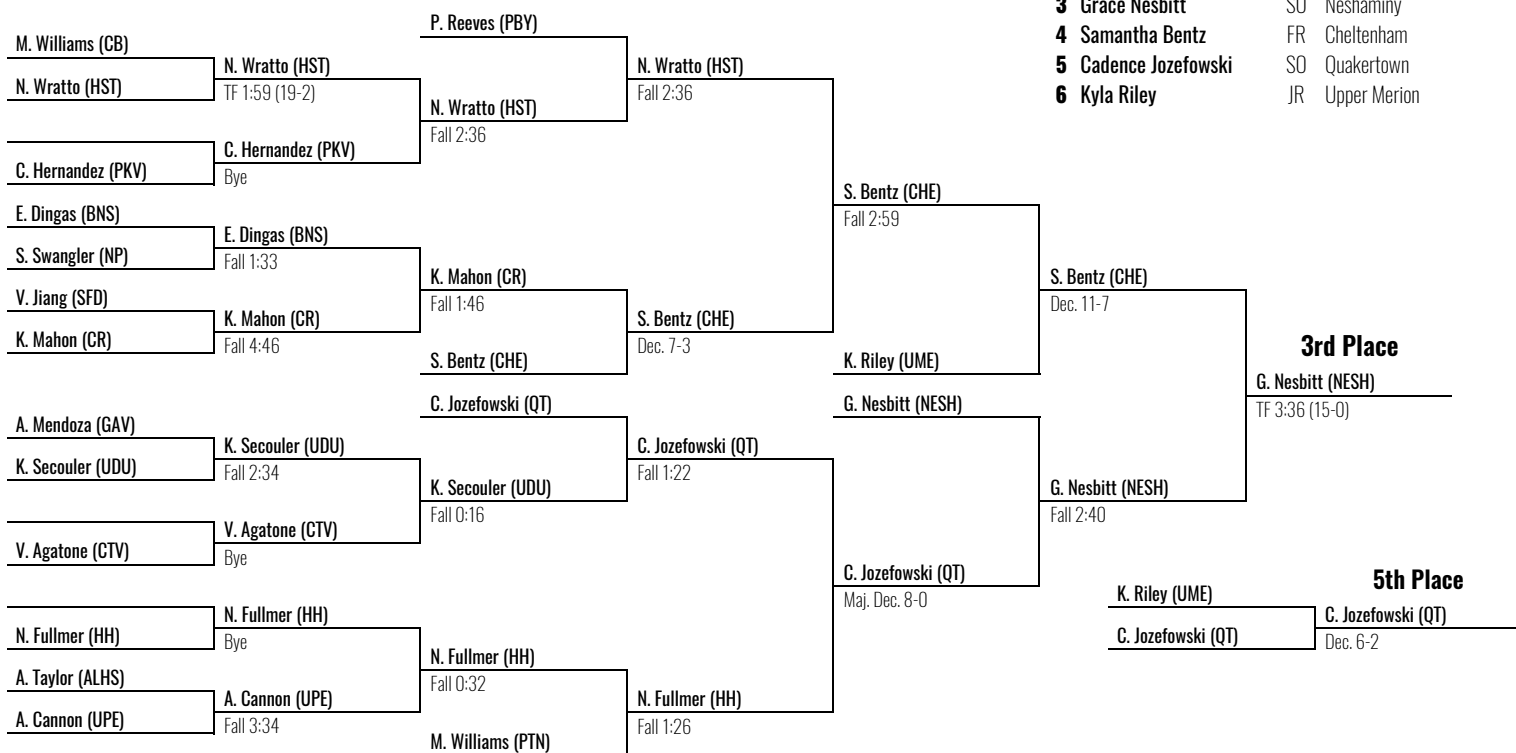 P. Reeves (PBY)
3 Grace Nesbitt SO Neshaminy
M. Williams (CB)
4 Samantha Bentz FR Cheltenham
N. Wratto (HST)
N. Wratto (HST)
5 Cadence Jozefowski SO Quakertown
N. Wratto (HST)
TF 1:59 (19-2)
Fall 2:36
6 Kyla Riley JR Upper Merion
N. Wratto (HST)
Fall 2:36
C. Hernandez (PKV)
C. Hernandez (PKV)
Bye
S. Bentz (CHE)
E. Dingas (BNS)
Fall 2:59
E. Dingas (BNS)
S. Swangler (NP)
Fall 1:33
K. Mahon (CR)
S. Bentz (CHE)
V. Jiang (SFD)
Fall 1:46
Dec. 11-7
K. Mahon (CR)
S. Bentz (CHE)
K. Mahon (CR)
Fall 4:46
Dec. 7-3
3rd Place
S. Bentz (CHE)
K. Riley (UME)
G. Nesbitt (NESH)
C. Jozefowski (QT)
G. Nesbitt (NESH)
TF 3:36 (15-0)
A. Mendoza (GAV)
K. Secouler (UDU)
C. Jozefowski (QT)
K. Secouler (UDU)
Fall 2:34
Fall 1:22
K. Secouler (UDU)
G. Nesbitt (NESH)
Fall 0:16
Fall 2:40
V. Agatone (CTV)
V. Agatone (CTV)
Bye
C. Jozefowski (QT)
5th Place
Maj. Dec. 8-0
K. Riley (UME)
N. Fullmer (HH)
C. Jozefowski (QT)
N. Fullmer (HH)
Bye
C. Jozefowski (QT)
Dec. 6-2
N. Fullmer (HH)
A. Taylor (ALHS)
Fall 0:32
A. Cannon (UPE)
N. Fullmer (HH)
A. Cannon (UPE)
Fall 3:34
Fall 1:26
M. Williams (PTN)